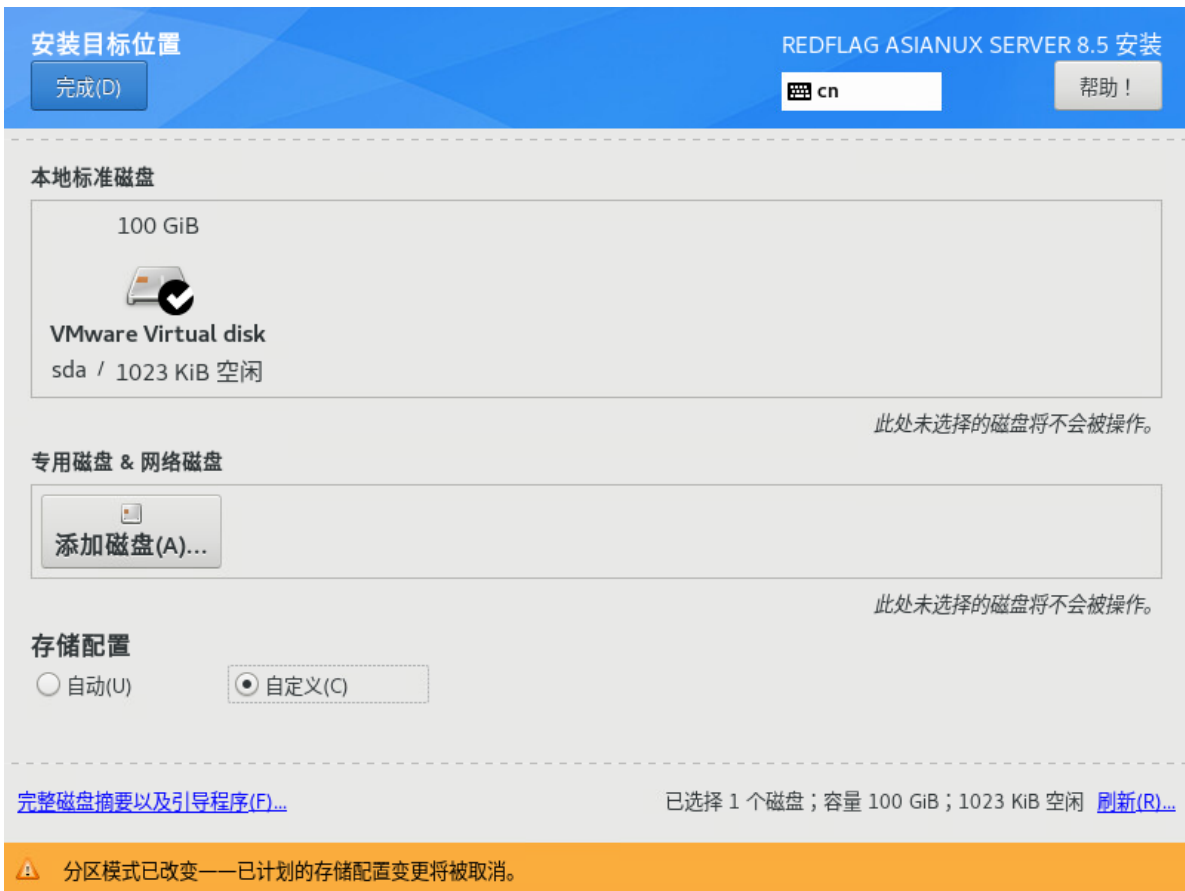 安装目标位置
REDFLAG ASIANUX SERVER 8.5 安装
完成(D)
cn
帮助！
本地标准磁盘
100 GiB
VMware Virtual disk
sda / 1023 KiB 空闲
此处未选择的磁盘将不会被操作。
专用磁盘 & 网络磁盘
添加磁盘(A)...
此处未选择的磁盘将不会被操作。
存储配置
自动(U)
自定义(C)
完整磁盘摘要以及引导程序(F)...
已选择 1 个磁盘；容量 100 GiB；1023 KiB 空闲 刷新(R)...
分区模式已改变——已计划的存储配置变更将被取消。